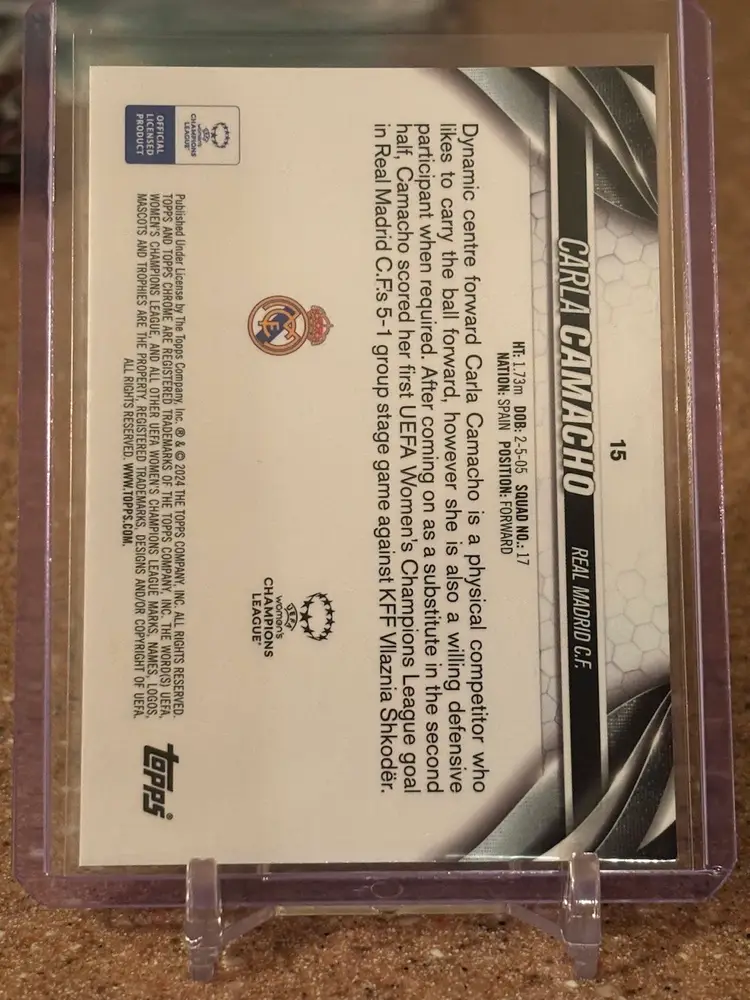 15
CARLA CAMACHO REAL MADRID C.F.
HT: 1.73m DOB: 2-5-05 SQUAD NO.: 17
NATION: SPAIN POSITION: FORWARD
Dynamic centre forward Carla Camacho is a physical competitor who
likes to carry the ball forward, however she is also a willing defensive
participant when required. After coming on as a substitute in the second
half, Camacho scored her first UEFA Women's Champions League goal
in Real Madrid C.F.s 5-1 group stage game against KFF Vllaznia Shkodër.
UEFA
women's
CHAMPIONS
LEAGUE®
UEFA
women's
CHAMPIONS
LEAGUE®
OFFICIAL
LICENSED
PRODUCT
Published Under License by The Topps Company, Inc. ® & © 2024 THE TOPPS COMPANY, INC. ALL RIGHTS RESERVED.
TOPPS AND TOPPS CHROME ARE REGISTERED TRADEMARKS OF THE TOPPS COMPANY, INC. THE WORD(S) UEFA,
WOMEN'S CHAMPIONS LEAGUE, AND ALL OTHER UEFA WOMEN'S CHAMPIONS LEAGUE MARKS, NAMES, LOGOS,
MASCOTS AND TROPHIES ARE THE PROPERTY, REGISTERED TRADEMARKS, DESIGNS AND/OR COPYRIGHT OF UEFA.
ALL RIGHTS RESERVED. WWW.TOPPS.COM.
topps®